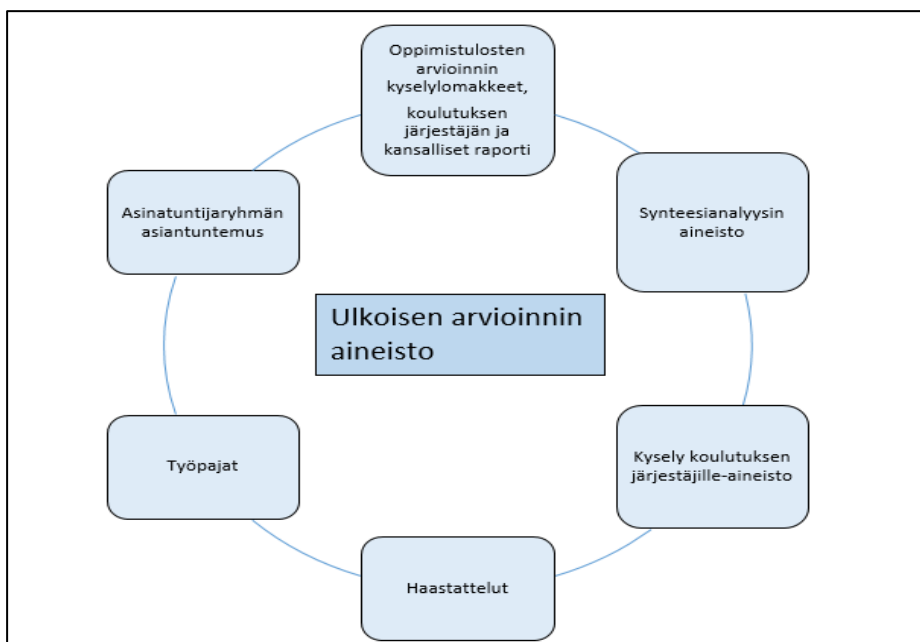 Oppimistulosten
arvioinnin
kyselylomakkeet,
koulutuksen
järjestäjän ja
kansalliset raporti
Synteesianalyysin
aineisto
Kysely koulutuksen
järjestäjille-aineisto
Haastattelut
Työpajat
Asinatuntijaryhmän
asiantuntemus
Ulkoisen arvioinnin
aineisto